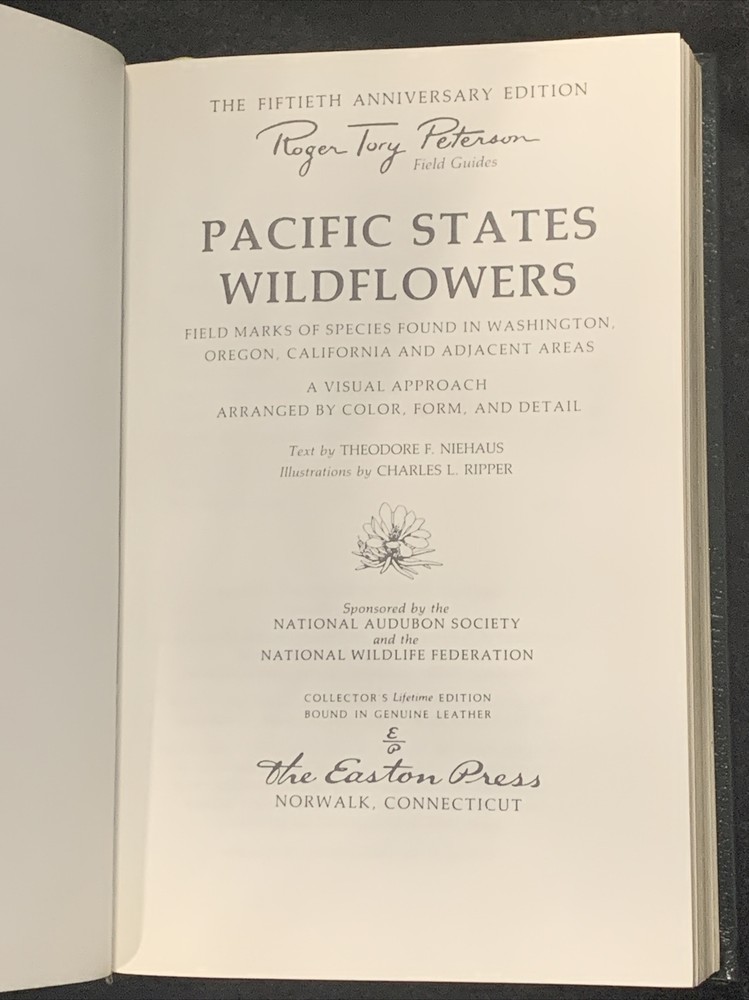 THE FIFTIETH ANNIVERSARY EDITION
Roger Tory Peterson
Field Guides
PACIFIC STATES
WILDFLOWERS
FIELD MARKS OF SPECIES FOUND IN WASHINGTON,
OREGON, CALIFORNIA AND ADJACENT AREAS
A VISUAL APPROACH
ARRANGED BY COLOR, FORM, AND DETAIL
Text by THEODORE F. NIEHAUS
Illustrations by CHARLES L. RIPPER
Sponsored by the
NATIONAL AUDUBON SOCIETY
and the
NATIONAL WILDLIFE FEDERATION
COLLECTOR'S Lifetime EDITION
BOUND IN GENUINE LEATHER
E
P
The Easton Press
NORWALK, CONNECTICUT